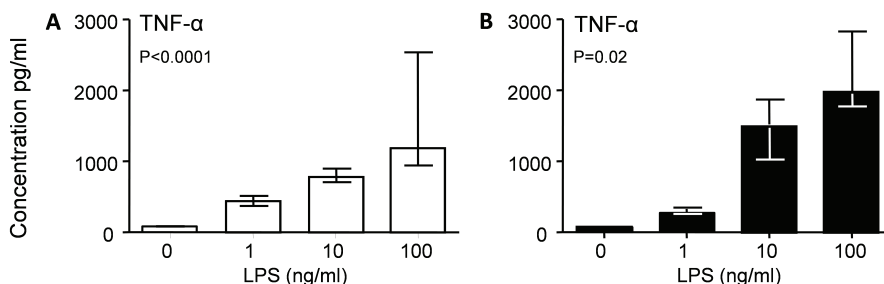 A
TNF-α
P<0.0001
Concentration pg/ml
3000
2000
1000
0
0 1 10 100
LPS (ng/ml)
B
TNF-α
P=0.02
3000
2000
1000
0
0 1 10 100
LPS (ng/ml)